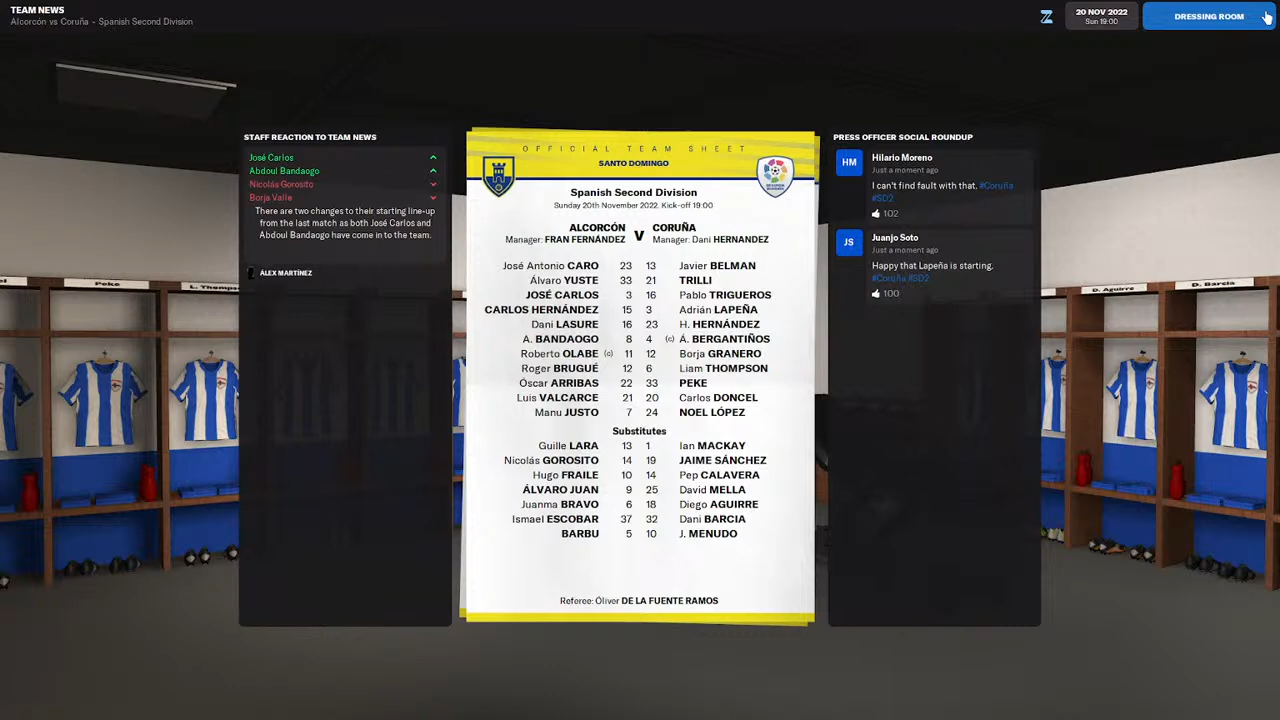 TEAM NEWS
Alcorcón vs Coruña - Spanish Second Division
20 NOV 2022
Sun 19:00
DRESSING ROOM
STAFF REACTION TO TEAM NEWS
José Carlos
Abdoul Bandaogo
Nicolás Gorosito
Borja Valle
There are two changes to their starting line-up
from the last match as both José Carlos and
Abdoul Bandaogo have come in to the team.
ÁLEX MARTÍNEZ
OFFICIAL TEAM SHEET
SANTO DOMINGO
Spanish Second Division
Sunday 20th November 2022. Kick-off 19:00
ALCORCÓN V CORUÑA
Manager: FRAN FERNÁNDEZ Manager: Dani HERNANDEZ
José Antonio CARO 23 13 Javier BELMAN
Álvaro YUSTE 33 21 TRILLI
JOSÉ CARLOS 3 16 Pablo TRIGUEROS
CARLOS HERNÁNDEZ 15 3 Adrián LAPEÑA
Dani LASURE 16 23 H. HERNÁNDEZ
A. BANDAOGO 8 4 (c) Á. BERGANTIÑOS
Roberto OLABE (c) 11 12 Borja GRANERO
Roger BRUGUÉ 12 6 Liam THOMPSON
Óscar ARRIBAS 22 33 PEKE
Luis VALCARCE 21 20 Carlos DONCEL
Manu JUSTO 7 24 NOEL LÓPEZ
Substitutes
Guille LARA 13 1 Ian MACKAY
Nicolás GOROSITO 14 19 JAIME SÁNCHEZ
Hugo FRAILE 10 14 Pep CALAVERA
ÁLVARO JUAN 9 25 David MELLA
Juanma BRAVO 6 18 Diego AGUIRRE
Ismael ESCOBAR 37 32 Dani BARCIA
BARBU 5 10 J. MENUDO
Referee: Óliver DE LA FUENTE RAMOS
PRESS OFFICER SOCIAL ROUNDUP
HM
Hilario Moreno
Just a moment ago
I can't find fault with that. #Coruña
#SD2
102
JS
Juanjo Soto
Just a moment ago
Happy that Lapeña is starting.
#Coruña #SD2
100
Peke
L. Thompson
D. Aguirre
D. Barcia